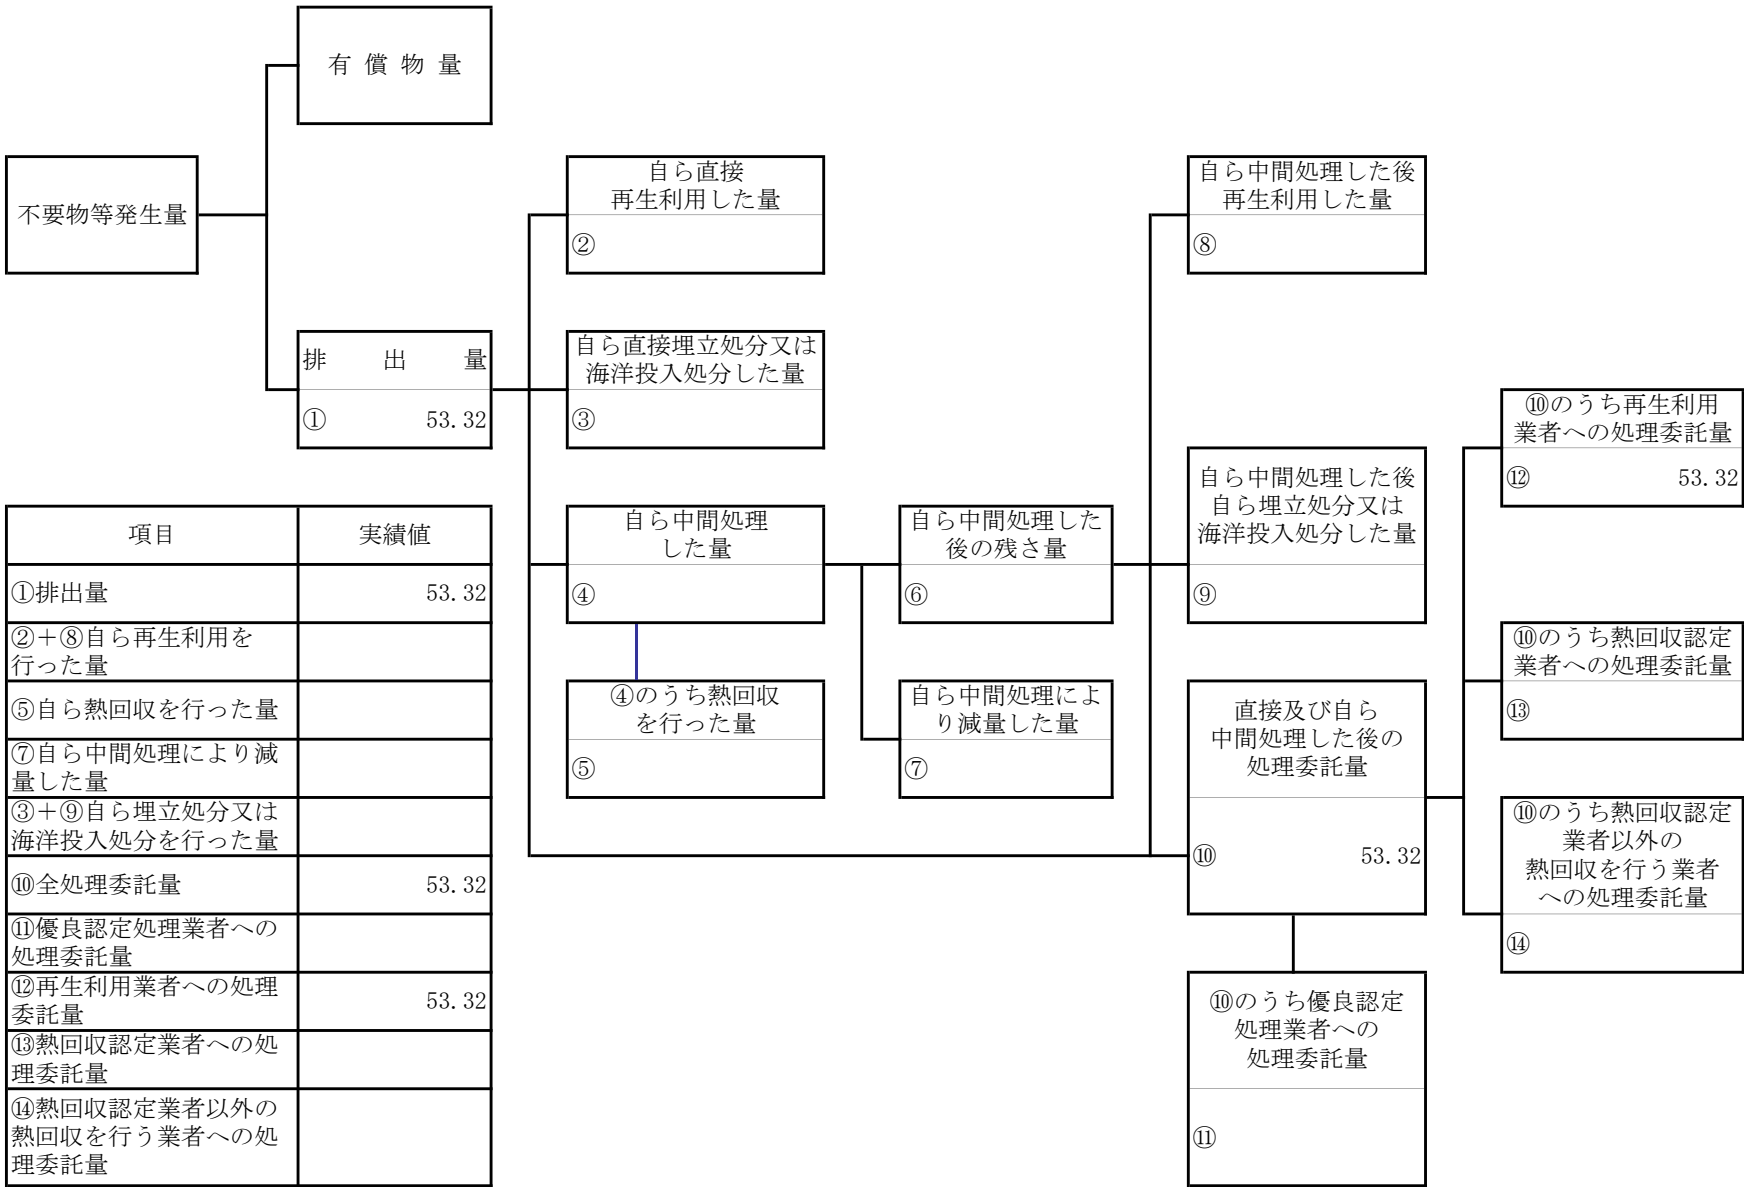 有 償 物 量
不要物等発生量
自ら直接
再生利用した量
②
自ら中間処理した後
再生利用した量
⑧
排 出 量
① 53.32
自ら直接埋立処分又は
海洋投入処分した量
③
⑩のうち再生利用
業者への処理委託量
⑫ 53.32
自ら中間処理
した量
④
自ら中間処理した
後の残さ量
⑥
自ら中間処理した後
自ら埋立処分又は
海洋投入処分した量
⑨
④のうち熱回収
を行った量
⑤
自ら中間処理によ
り減量した量
⑦
直接及び自ら
中間処理した後の
処理委託量
⑩ 53.32
⑩のうち熱回収認定
業者への処理委託量
⑬
⑩のうち熱回収認定
業者以外の
熱回収を行う業者
への処理委託量
⑭
⑩のうち優良認定
処理業者への
処理委託量
⑪
項目 実績値
①排出量 53.32
②+⑧自ら再生利用を
行った量
⑤自ら熱回収を行った量
⑦自ら中間処理により減
量した量
③+⑨自ら埋立処分又は
海洋投入処分を行った量
⑩全処理委託量 53.32
⑪優良認定処理業者への
処理委託量
⑫再生利用業者への処理
委託量 53.32
⑬熱回収認定業者への処
理委託量
⑭熱回収認定業者以外の
熱回収を行う業者への処
理委託量